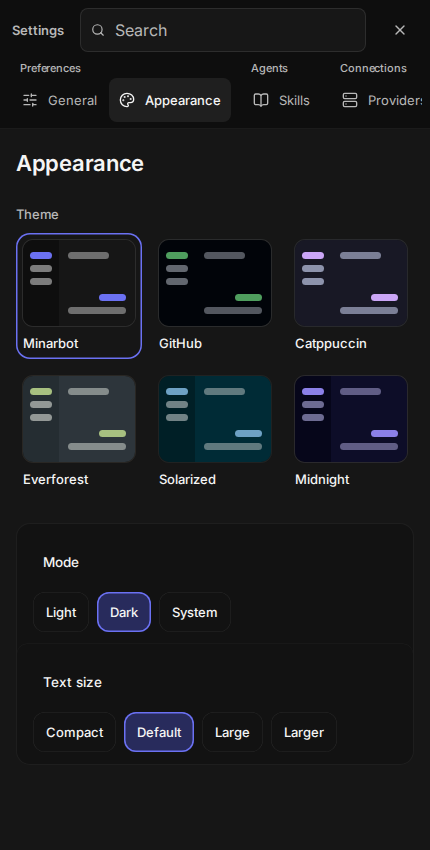 Settings
Search
Preferences
Agents
Connections
General
Appearance
Skills
Providers
Appearance
Theme
Minarbot
GitHub
Catppuccin
Everforest
Solarized
Midnight
Mode
Light
Dark
System
Text size
Compact
Default
Large
Larger